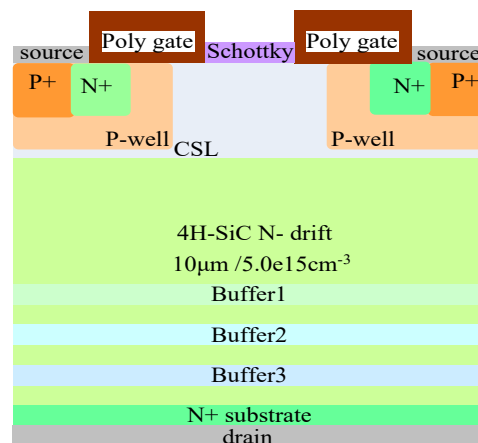 Poly gate
Poly gate
source
Schottky
source
P+
N+
N+
P+
P-well
P-well
CSL
4H-SiC N- drift
10μm /5.0e15cm⁻³
Buffer1
Buffer2
Buffer3
N+ substrate
drain